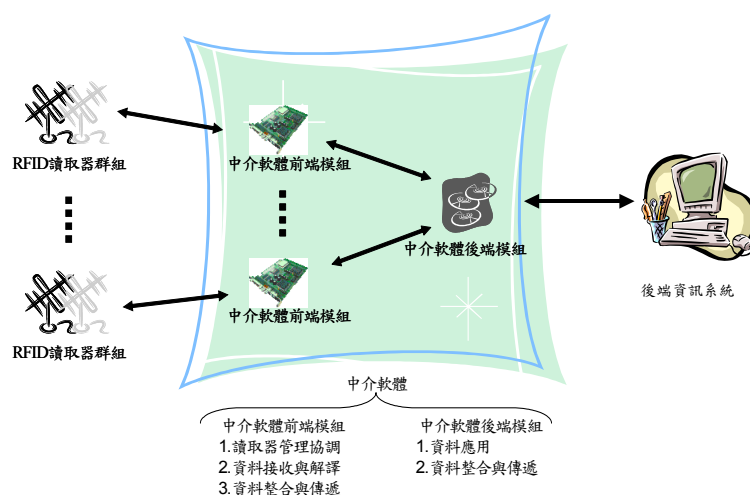 RFID讀取器群組
中介軟體前端模組
中介軟體後端模組
後端資訊系統
RFID讀取器群組
中介軟體前端模組
中介軟體
中介軟體前端模組
1.讀取器管理協調
2.資料接收與解譯
3.資料整合與傳遞
中介軟體後端模組
1.資料應用
2.資料整合與傳遞